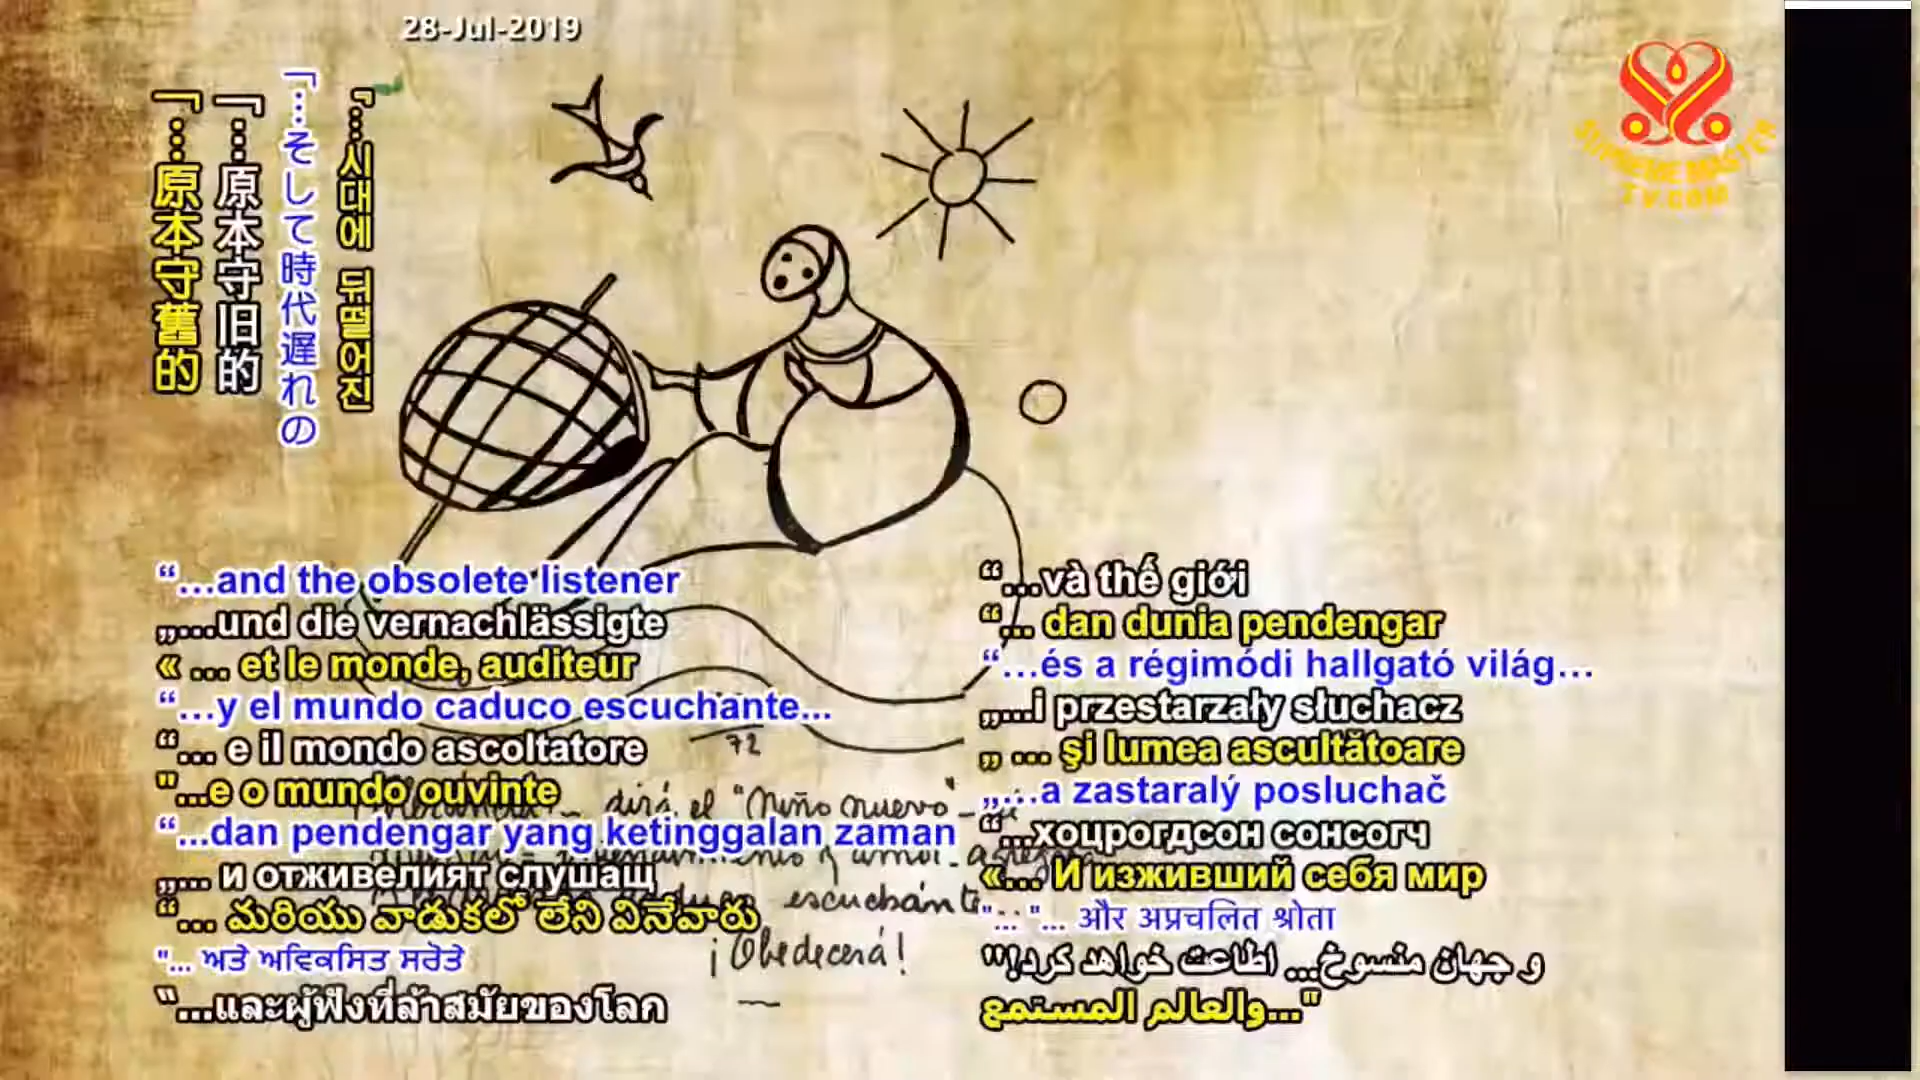 28-Jul-2019
SUPREME MASTER
TV.COM
『…시대에 뒤떨어진
「…そして時代遅れの
「…原本守旧的
「…原本守舊的
“…and the obsolete listener
„…und die vernachlässigte
« … et le monde, auditeur
“…y el mundo caduco escuchante...
“... e il mondo ascoltatore
"...e o mundo ouvinte
“...dan pendengar yang ketinggalan zaman
„... и отживелият слушащ
“... మరియు వాడుకలో లేని వినేవారు
"... ਅਤੇ ਅਵਿਕਸਿਤ ਸਰੋਤੇ
“...และผู้ฟังที่ล้าสมัยของโลก
“…và thế giới
“... dan dunia pendengar
“…és a régimódi hallgató világ…
„...i przestarzały słuchacz
„ ... şi lumea ascultătoare
„…a zastaralý posluchač
“...хоцрогдсон сонсогч
«... И изживший себя мир
"..."... और अप्रचलित श्रोता
و جهان منسوخ... اطاعت خواهد کرد!"
"...والعالم المستمع
72
dirá el “Niño nuevo”
y amor
escuchante
¡Obedecerá!